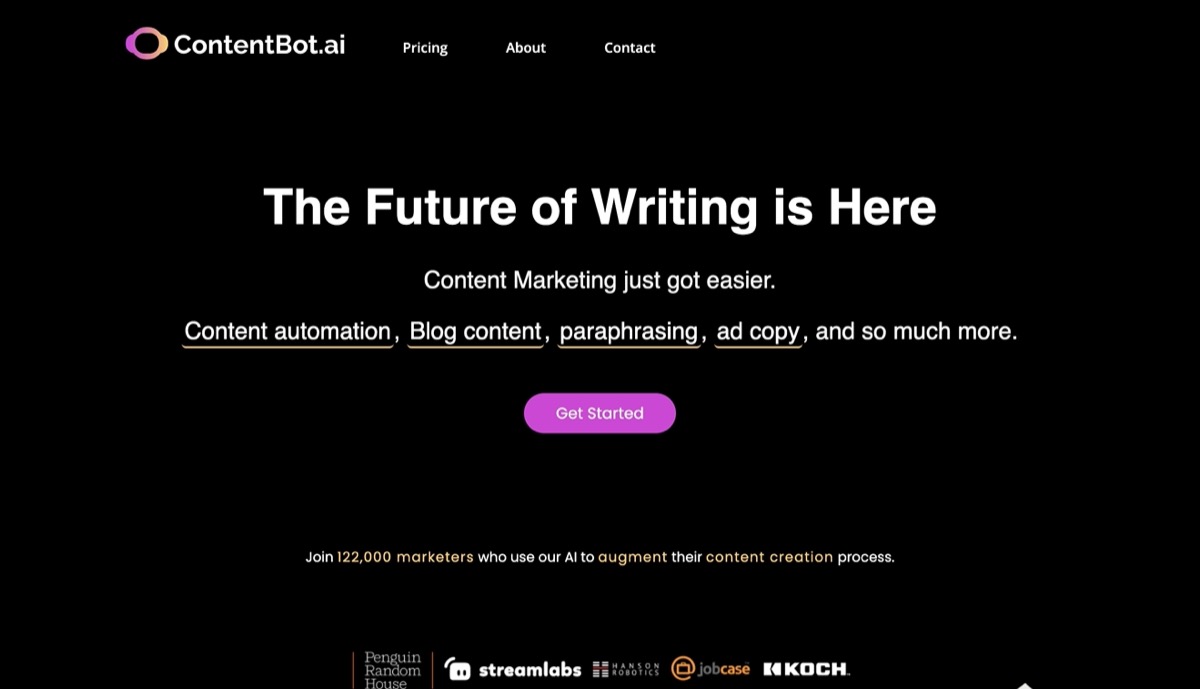 ContentBot.ai Pricing About Contact
The Future of Writing is Here
Content Marketing just got easier.
Content automation, Blog content, paraphrasing, ad copy, and so much more.
Get Started
Join 122,000 marketers who use our AI to augment their content creation process.
Penguin
Random
House
streamlabs
HANSON
ROBOTICS
jobcase
KOCH